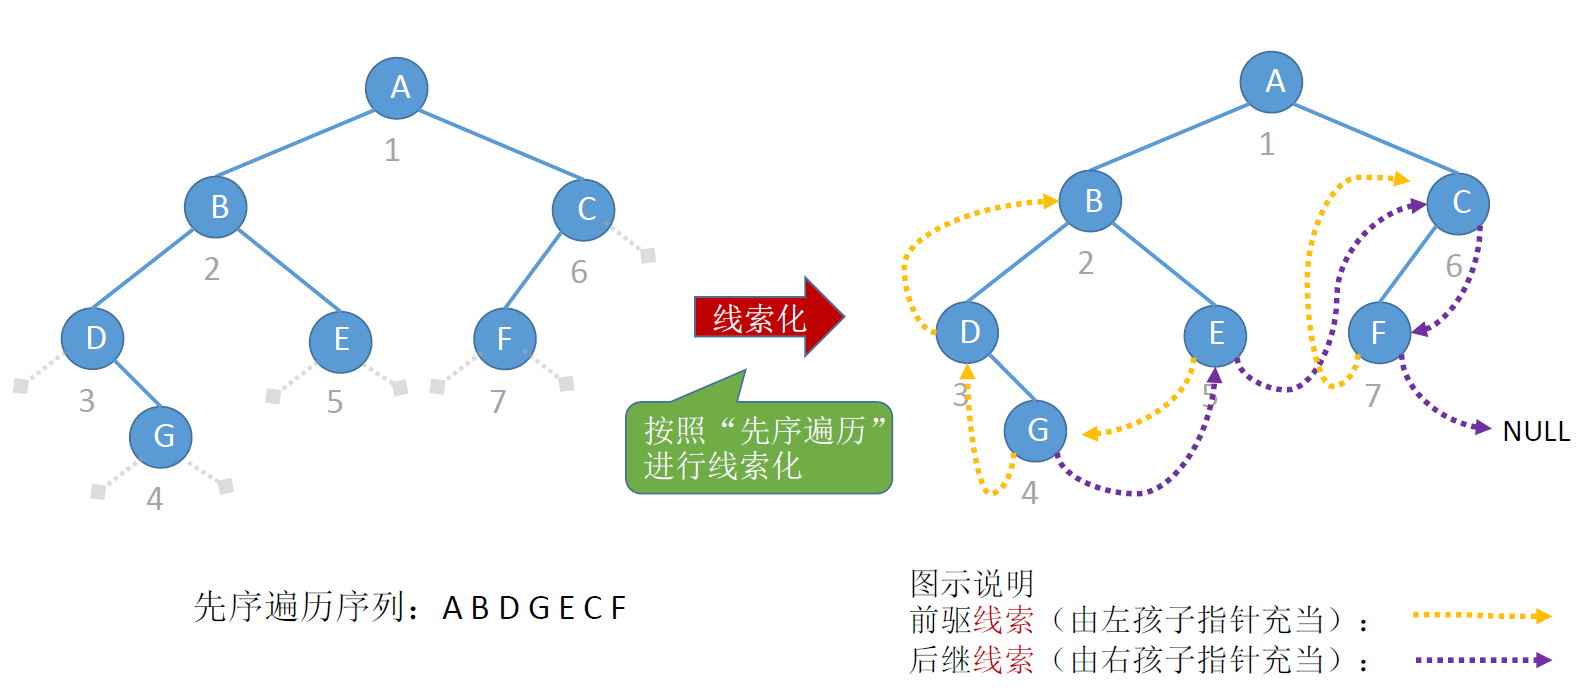 A
1
B
C
2
6
D
E
F
3
5
7
G
4
先序遍历序列：A B D G E C F
线索化
按照“先序遍历”
进行线索化
A
1
B
C
2
6
D
E
F
3
5
7
G
4
NULL
图示说明
前驱线索（由左孩子指针充当）：
后继线索（由右孩子指针充当）：